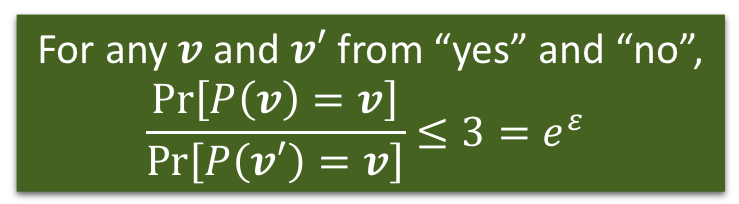 For any 𝒗 and 𝒗′ from “yes” and “no”,
Pr[𝑃(𝒗) = 𝒗]
≤ 3 = 𝑒^𝜀
Pr[𝑃(𝒗′) = 𝒗]